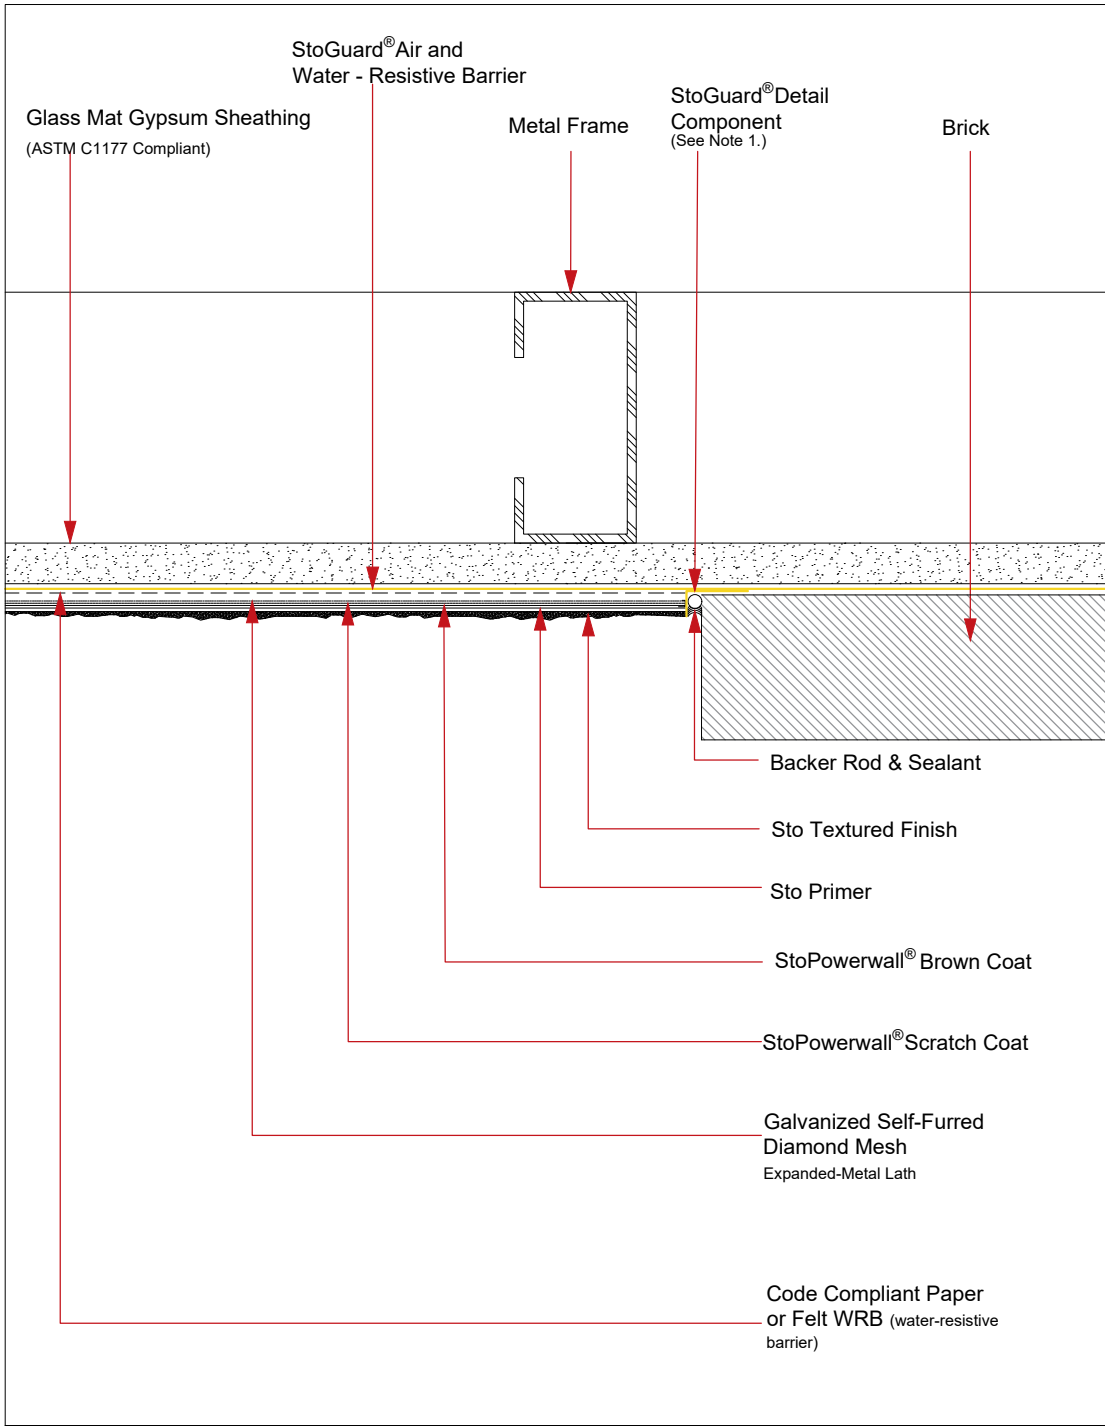 StoGuard® Air and
Water - Resistive Barrier
Glass Mat Gypsum Sheathing
(ASTM C1177 Compliant)
Metal Frame
StoGuard® Detail
Component
(See Note 1.)
Brick
Backer Rod & Sealant
Sto Textured Finish
Sto Primer
StoPowerwall® Brown Coat
StoPowerwall® Scratch Coat
Galvanized Self-Furred
Diamond Mesh
Expanded-Metal Lath
Code Compliant Paper
or Felt WRB (water-resistive
barrier)